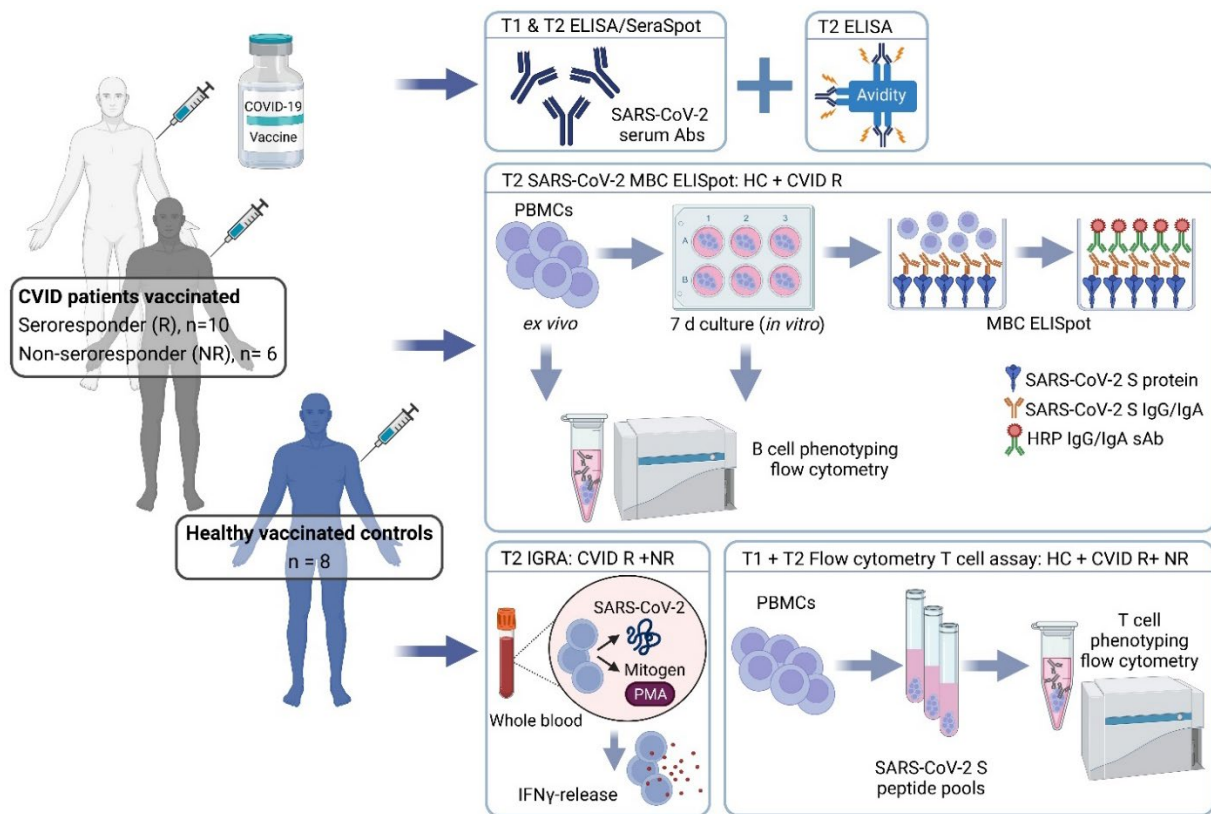 COVID-19
Vaccine
CVID patients vaccinated
Seroresponder (R), n=10
Non-seroresponder (NR), n= 6
Healthy vaccinated controls
n = 8
T1 & T2 ELISA/SeraSpot
SARS-CoV-2
serum Abs
T2 ELISA
Avidity
T2 SARS-CoV-2 MBC ELISpot: HC + CVID R
PBMCs
1 2 3
A
B
ex vivo
7 d culture (in vitro)
MBC ELISpot
SARS-CoV-2 S protein
SARS-CoV-2 S IgG/IgA
HRP IgG/IgA sAb
B cell phenotyping
flow cytometry
T2 IGRA: CVID R +NR
SARS-CoV-2
Mitogen
PMA
Whole blood
IFNγ-release
T1 + T2 Flow cytometry T cell assay: HC + CVID R+ NR
PBMCs
T cell
phenotyping
flow cytometry
SARS-CoV-2 S
peptide pools